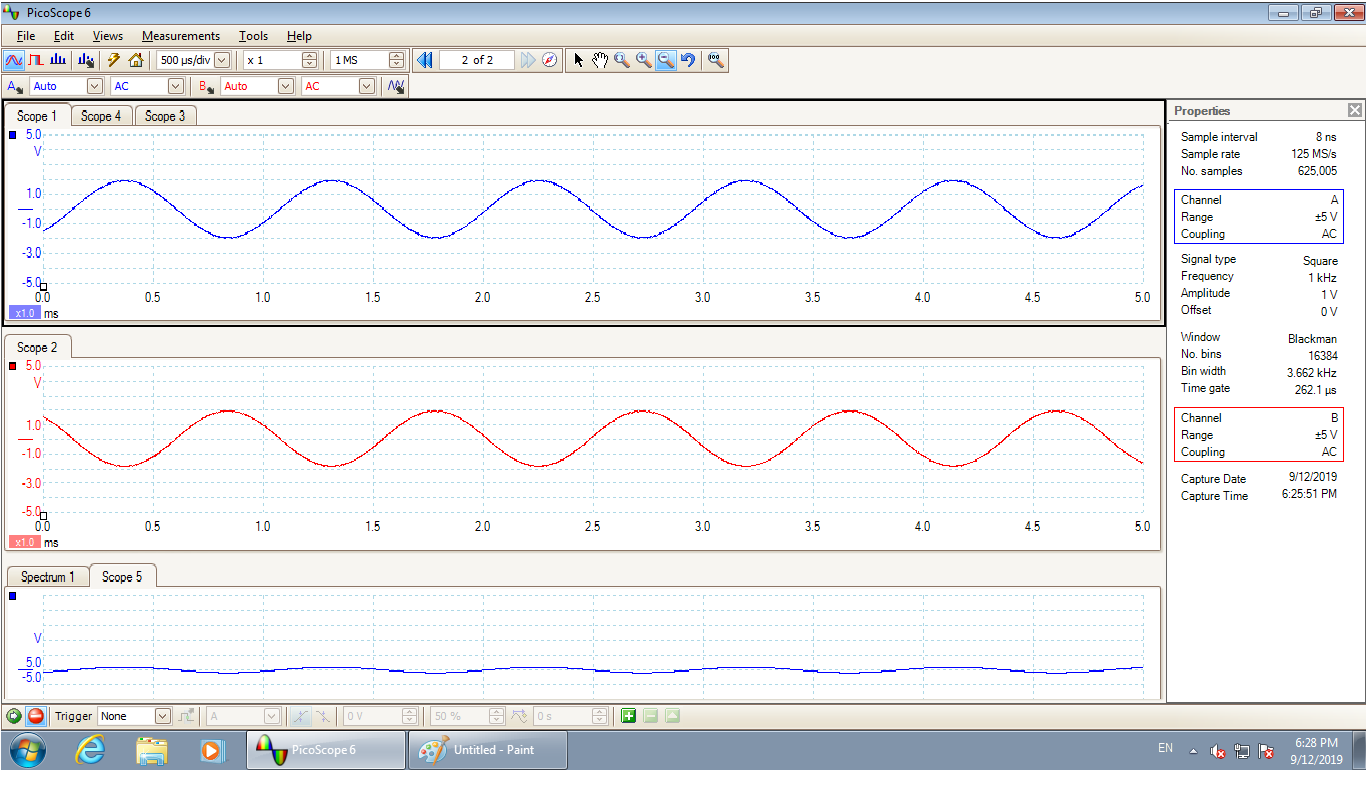 PicoScope 6
File Edit Views Measurements Tools Help
500 µs/div x 1 1 MS 2 of 2
A Auto AC B Auto AC
Scope 1 Scope 4 Scope 3
5.0
V
1.0
-1.0
-3.0
-5.0
0.0 0.5 1.0 1.5 2.0 2.5 3.0 3.5 4.0 4.5 5.0
x1.0 ms
Scope 2
5.0
V
1.0
-1.0
-3.0
-5.0
0.0 0.5 1.0 1.5 2.0 2.5 3.0 3.5 4.0 4.5 5.0
x1.0 ms
Spectrum 1 Scope 5
V
5.0
-5.0
Properties
Sample interval 8 ns
Sample rate 125 MS/s
No. samples 625,005
Channel A
Range ±5 V
Coupling AC
Signal type Square
Frequency 1 kHz
Amplitude 1 V
Offset 0 V
Window Blackman
No. bins 16384
Bin width 3.662 kHz
Time gate 262.1 µs
Channel B
Range ±5 V
Coupling AC
Capture Date 9/12/2019
Capture Time 6:25:51 PM
Trigger None A 0 V 50 % 0 s
PicoScope 6 Untitled - Paint EN 6:28 PM
9/12/2019